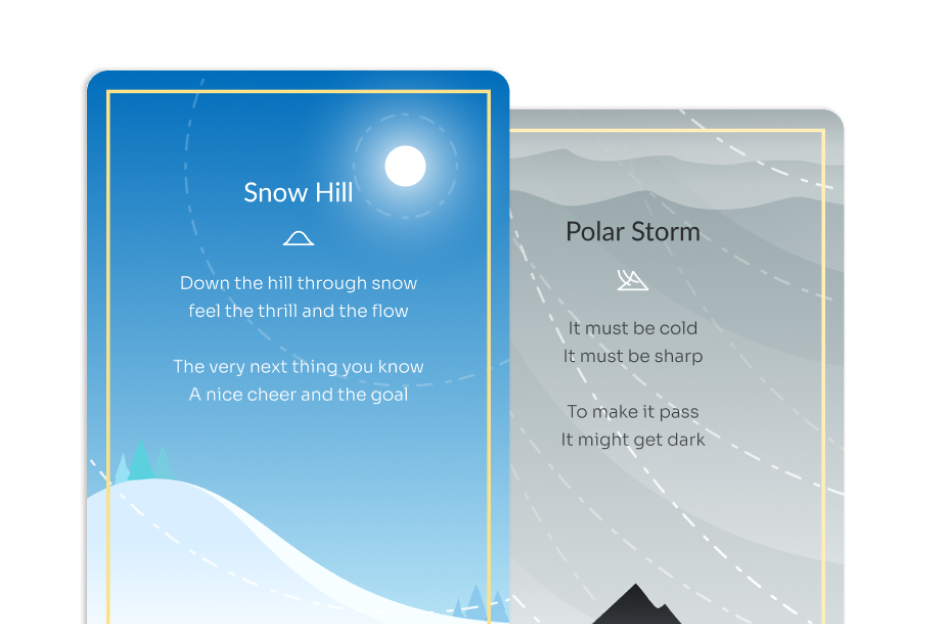 Snow Hill
Down the hill through snow
feel the thrill and the flow
The very next thing you know
A nice cheer and the goal
Polar Storm
It must be cold
It must be sharp
To make it pass
It might get dark